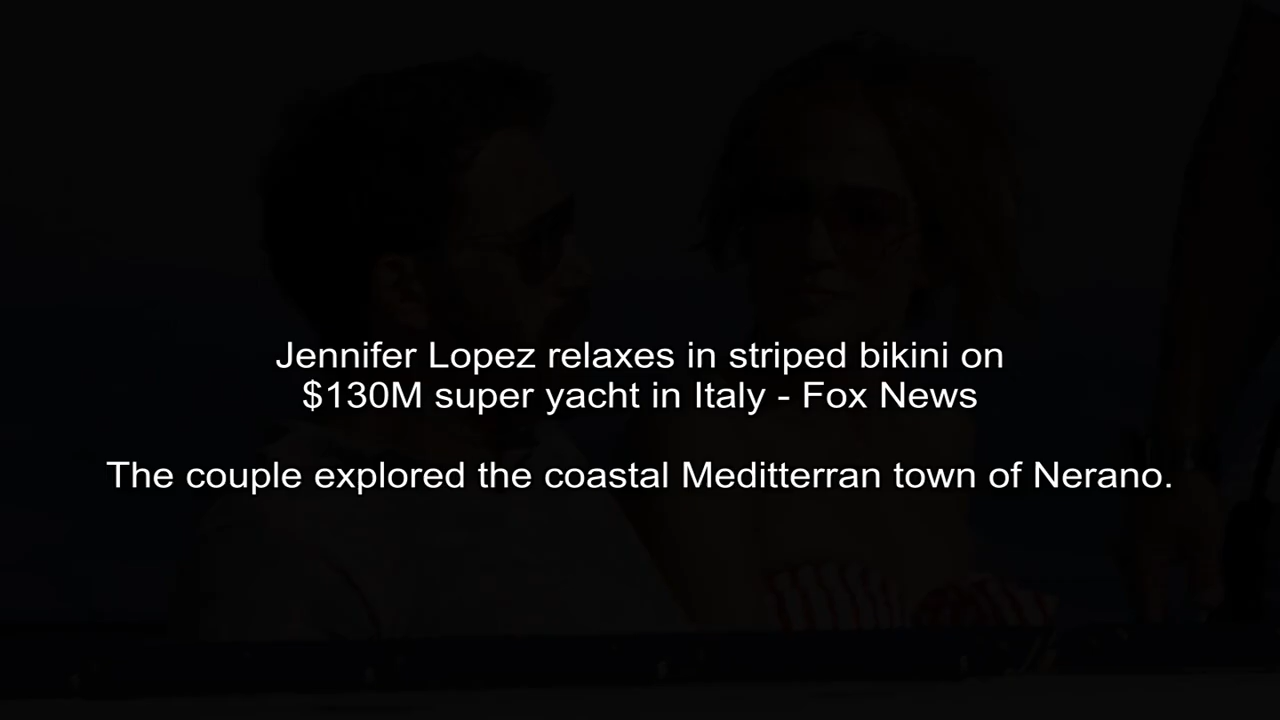 Jennifer Lopez relaxes in striped bikini on
$130M super yacht in Italy - Fox News
The couple explored the coastal Meditterran town of Nerano.